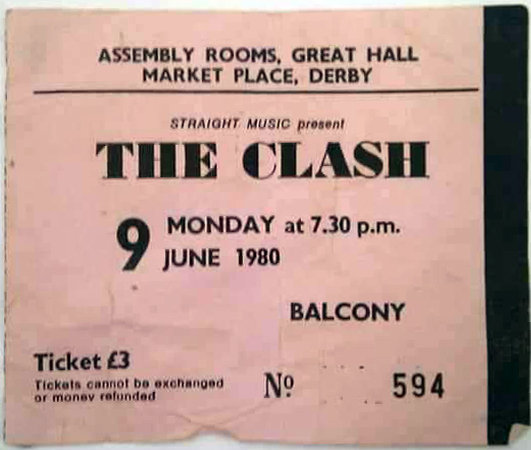 ASSEMBLY ROOMS, GREAT HALL
MARKET PLACE, DERBY
STRAIGHT MUSIC present
THE CLASH
9 MONDAY at 7.30 p.m.
JUNE 1980
BALCONY
Ticket £3
Tickets cannot be exchanged
or money refunded
Nº 594